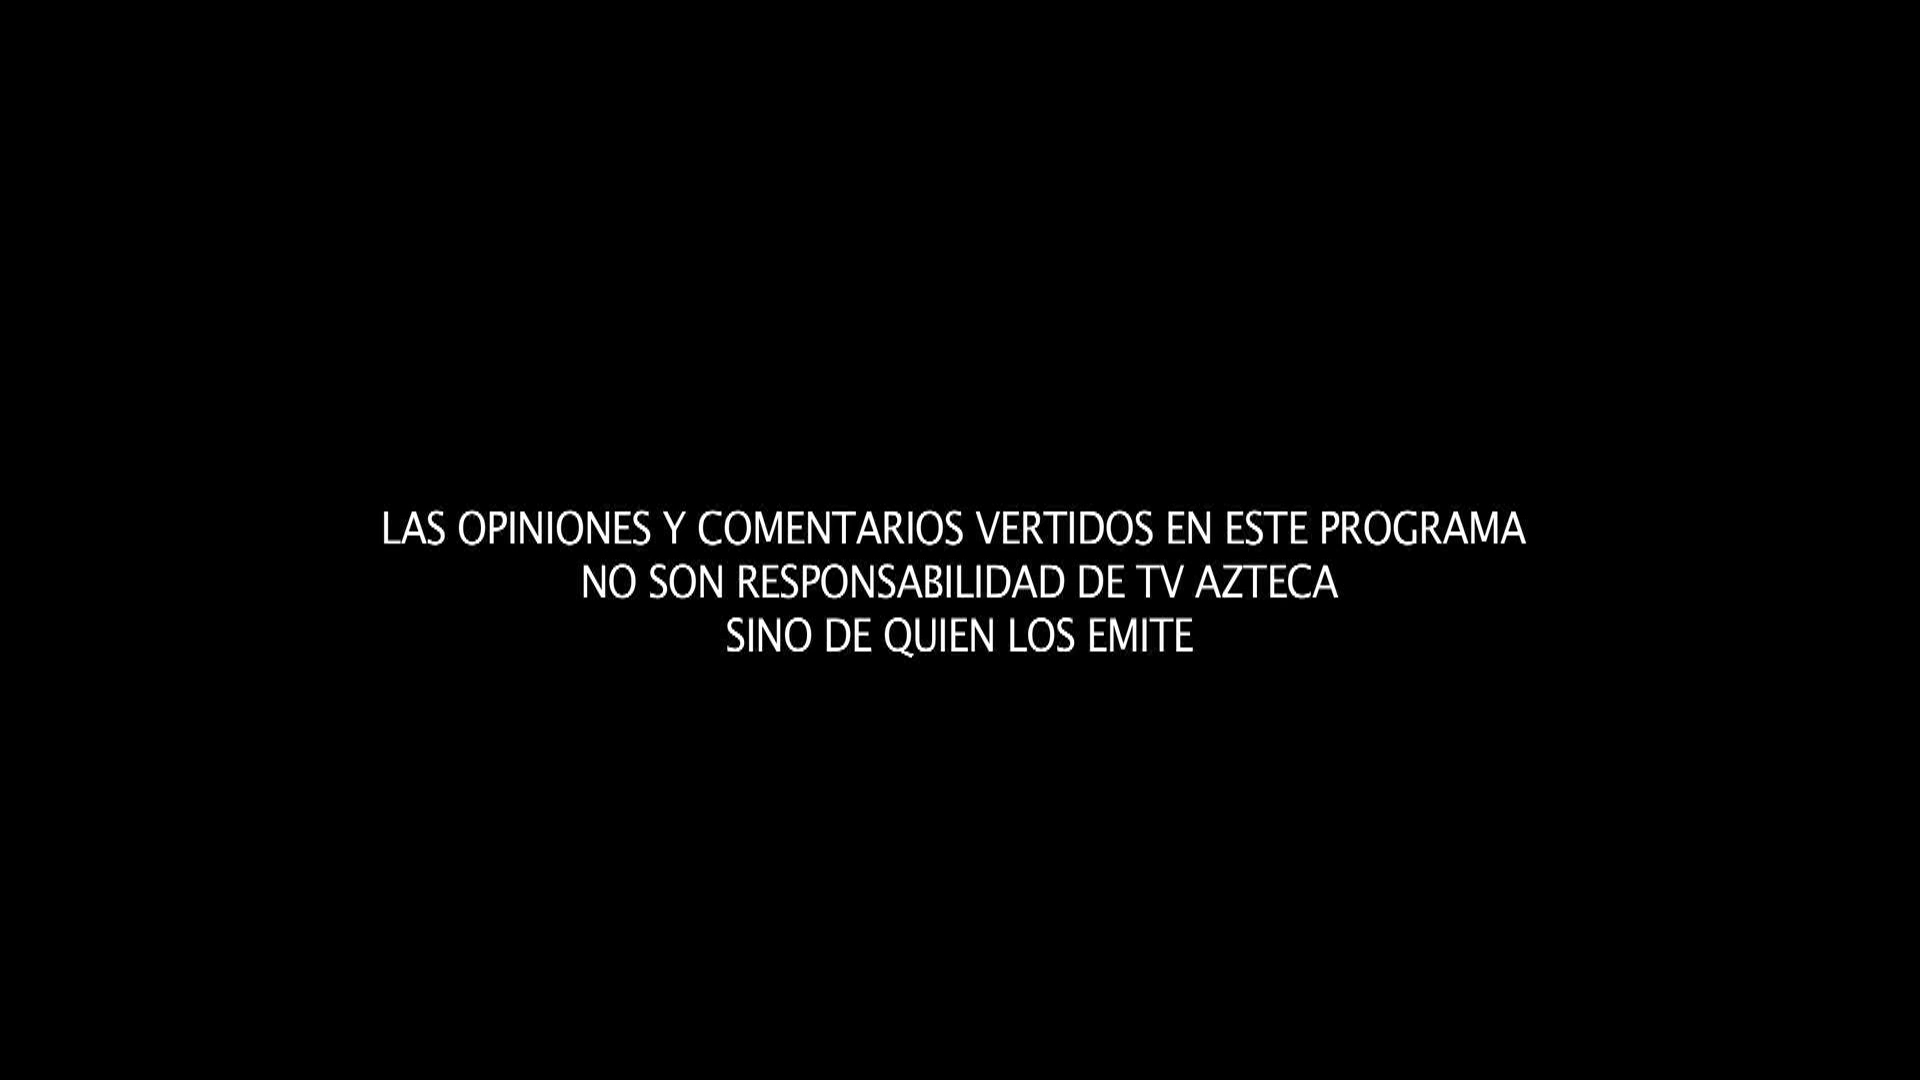 LAS OPINIONES Y COMENTARIOS VERTIDOS EN ESTE PROGRAMA
NO SON RESPONSABILIDAD DE TV AZTECA
SINO DE QUIEN LOS EMITE